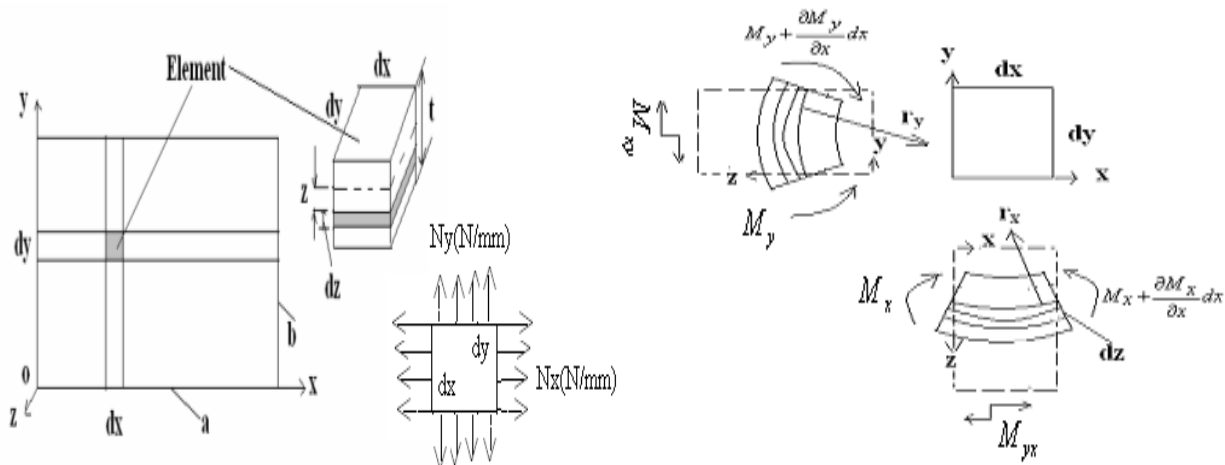 Element
y
dy
o
z
dx
a
b
x
dx
dy
t
z
dz
Ny(N/mm)
dy
dx
Nx(N/mm)
M_y + ∂M_y/∂x dx
M xy
z
y
r_y
M_y
y
dx
dy
x
r_x
x
M_x
M_x + ∂M_x/∂x dx
z
dz
M_yx